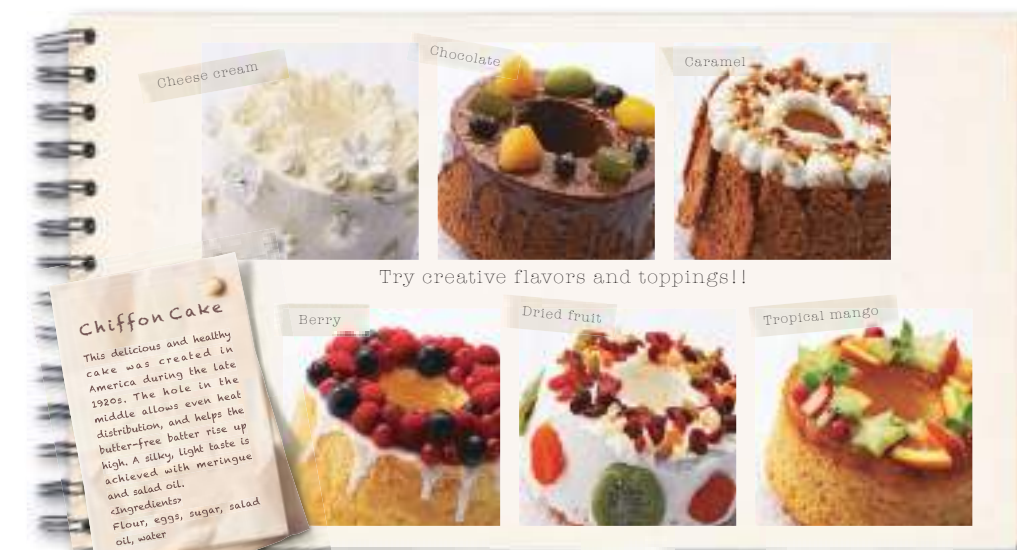 Cheese cream
Chocolate
Caramel
Try creative flavors and toppings!!
Berry
Dried fruit
Tropical mango
Chiffon Cake
This delicious and healthy
cake was created in
America during the late
1920s. The hole in the
middle allows even heat
distribution, and helps the
butter-free batter rise up
high. A silky, light taste is
achieved with meringue
and salad oil.
<Ingredients>
Flour, eggs, sugar, salad
oil, water